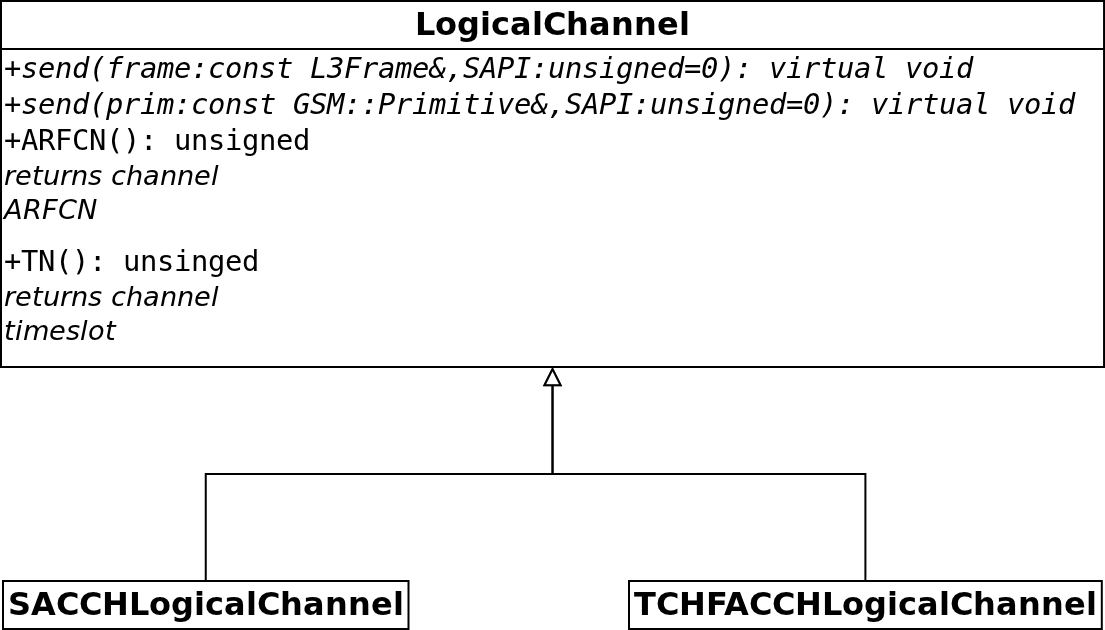 LogicalChannel
+send(frame:const L3Frame&,SAPI:unsigned=0): virtual void
+send(prim:const GSM::Primitive&,SAPI:unsigned=0): virtual void
+ARFCN(): unsigned
returns channel
ARFCN
+TN(): unsinged
returns channel
timeslot
SACCHLogicalChannel
TCHFACCHLogicalChannel